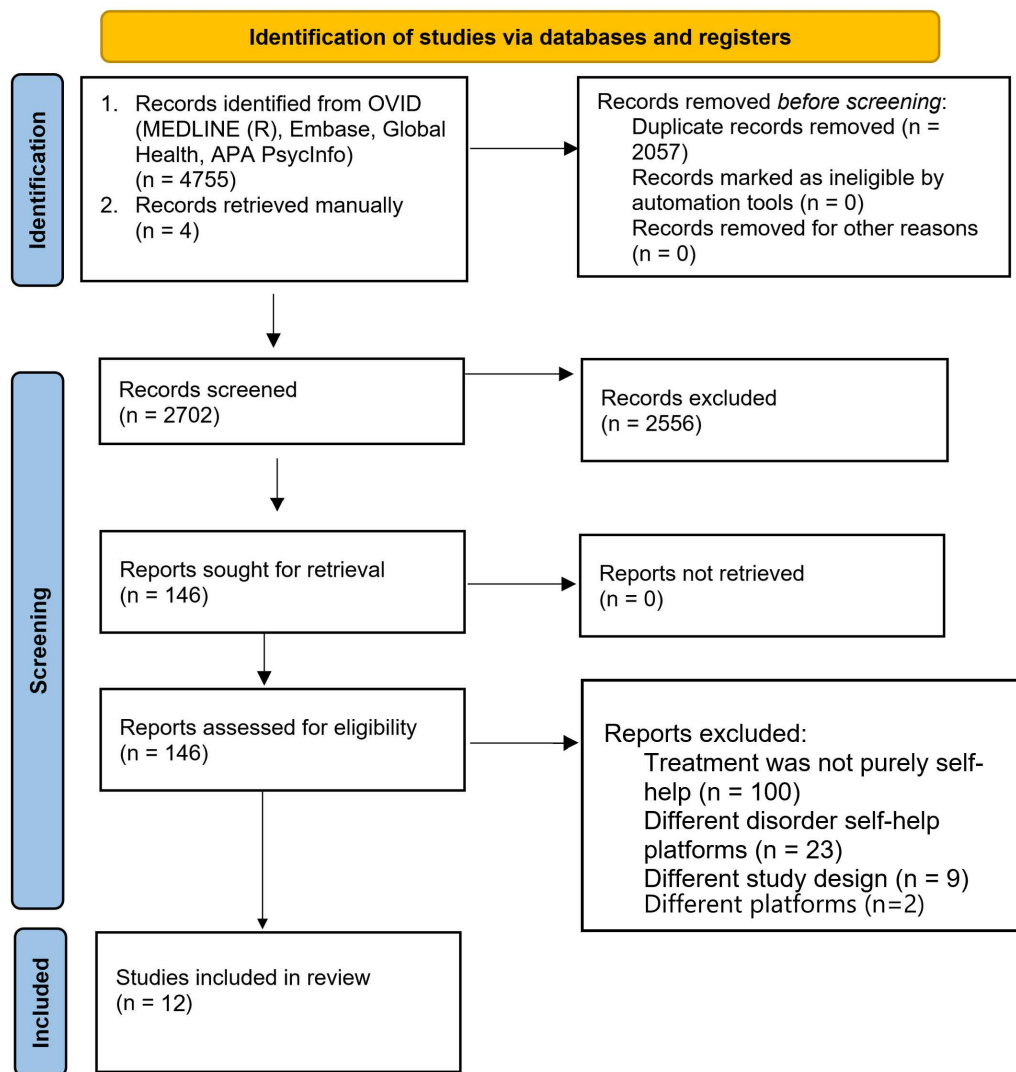 Identification of studies via databases and registers
Identification
1. Records identified from OVID
(MEDLINE (R), Embase, Global
Health, APA PsycInfo)
(n = 4755)
2. Records retrieved manually
(n = 4)
Records removed before screening:
Duplicate records removed (n =
2057)
Records marked as ineligible by
automation tools (n = 0)
Records removed for other reasons
(n = 0)
Screening
Records screened
(n = 2702)
Records excluded
(n = 2556)
Reports sought for retrieval
(n = 146)
Reports not retrieved
(n = 0)
Reports assessed for eligibility
(n = 146)
Reports excluded:
Treatment was not purely self-
help (n = 100)
Different disorder self-help
platforms (n = 23)
Different study design (n = 9)
Different platforms (n=2)
Included
Studies included in review
(n = 12)